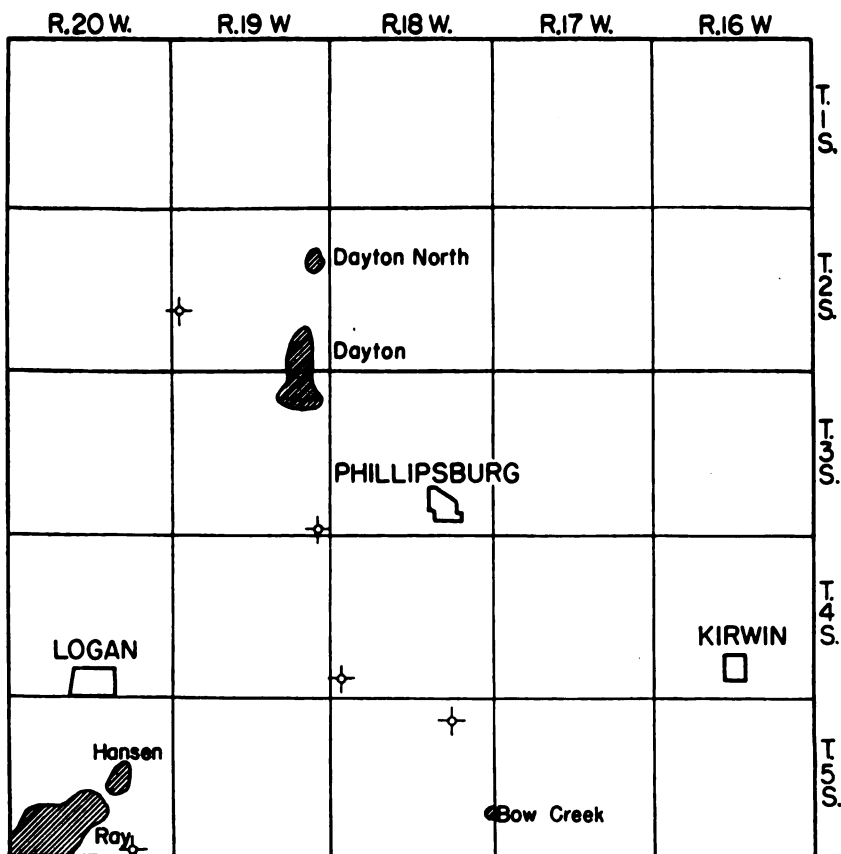 R.20 W. R.19 W R.18 W. R.17 W. R.16 W
T. 1 S.
Dayton North
T. 2 S.
Dayton
PHILLIPSBURG
T. 3 S.
LOGAN
KIRWIN
T. 4 S.
Hansen
Bow Creek
T. 5 S.
Ray